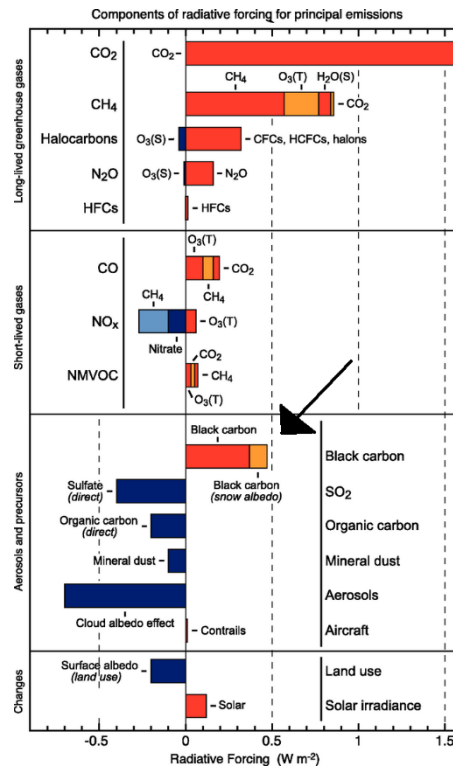 Components of radiative forcing for principal emissions
Long-lived greenhouse gases
CO2
CO2
CH4
CH4
O3(T)
H2O(S)
CO2
Halocarbons
O3(S)
CFCs, HCFCs, halons
N2O
O3(S)
N2O
HFCs
HFCs
Short-lived gases
CO
O3(T)
CO2
CH4
NOx
CH4
O3(T)
Nitrate
NMVOC
CO2
CH4
O3(T)
Aerosols and precursors
Black carbon
Black carbon
Black carbon
(snow albedo)
Sulfate
(direct)
SO2
Organic carbon
(direct)
Organic carbon
Mineral dust
Mineral dust
Aerosols
Cloud albedo effect
Contrails
Aircraft
Changes
Surface albedo
(land use)
Land use
Solar
Solar irradiance
-0.5 0 0.5 1 1.5
Radiative Forcing (W m-2)